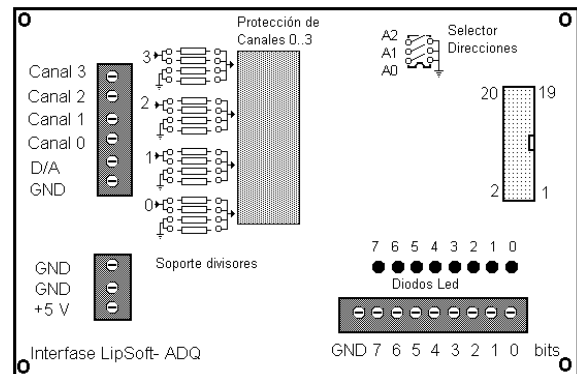 Protección de
Canales 0..3
Selector
Direcciones
A2
A1
A0
Canal 3
Canal 2
Canal 1
Canal 0
D/A
GND
3
2
1
0
20
19
2
1
GND
GND
+5 V
Soporte divisores
7 6 5 4 3 2 1 0
Diodos Led
GND 7 6 5 4 3 2 1 0 bits
Interfase LipSoft- ADQ